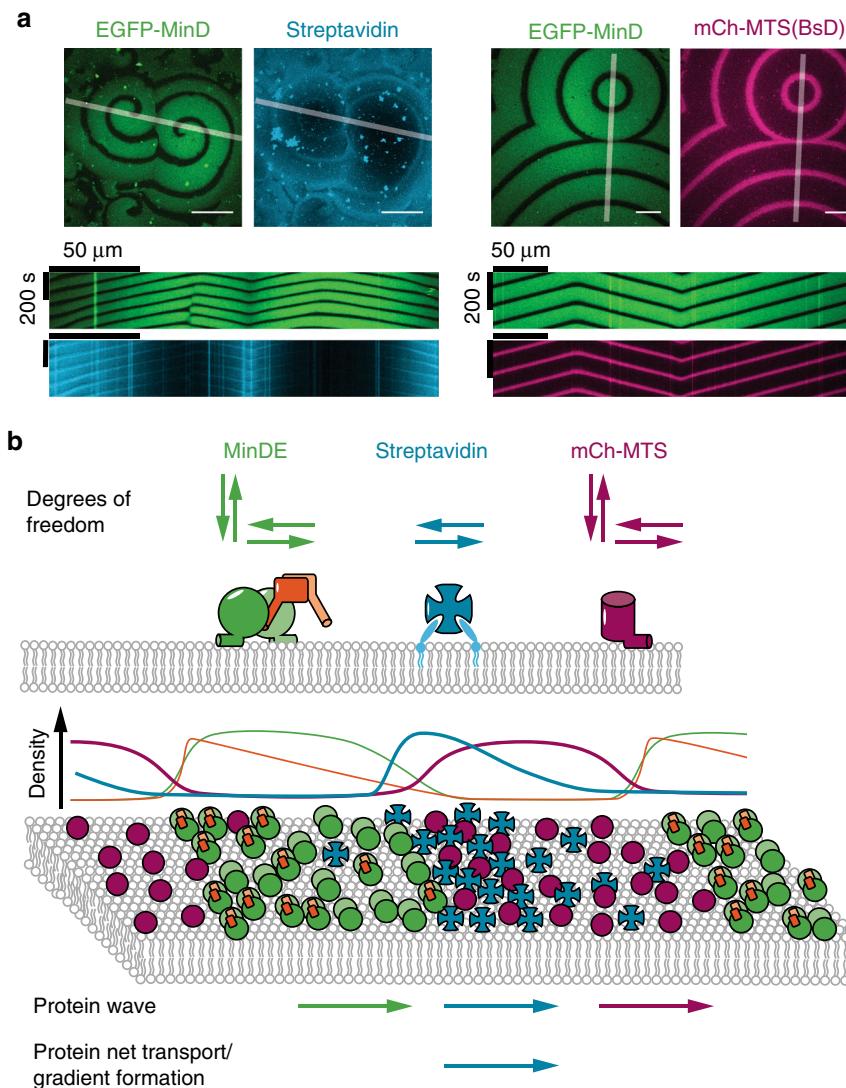 a
EGFP-MinD
Streptavidin
EGFP-MinD
mCh-MTS(BsD)
50 μm
50 μm
200 s
200 s
b
MinDE
Streptavidin
mCh-MTS
Degrees of
freedom
Density
Protein wave
Protein net transport/
gradient formation